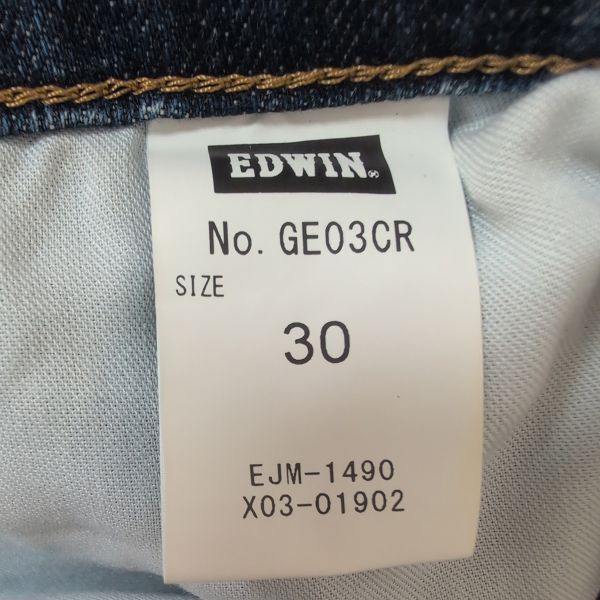 EDWIN®
No. GE03CR
SIZE
30
EJM-1490
X03-01902